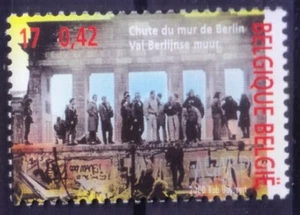 17 0,42
Chute du mur de Berlin
Val Berlijnse muur
BELGIQUE-BELGIË